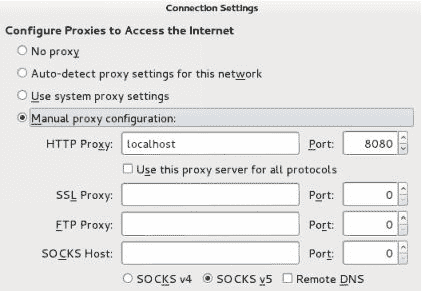 Connection Settings
Configure Proxies to Access the Internet
No proxy
Auto-detect proxy settings for this network
Use system proxy settings
Manual proxy configuration:
HTTP Proxy: localhost Port: 8080
Use this proxy server for all protocols
SSL Proxy: Port: 0
FTP Proxy: Port: 0
SOCKS Host: Port: 0
SOCKS v4 SOCKS v5 Remote DNS